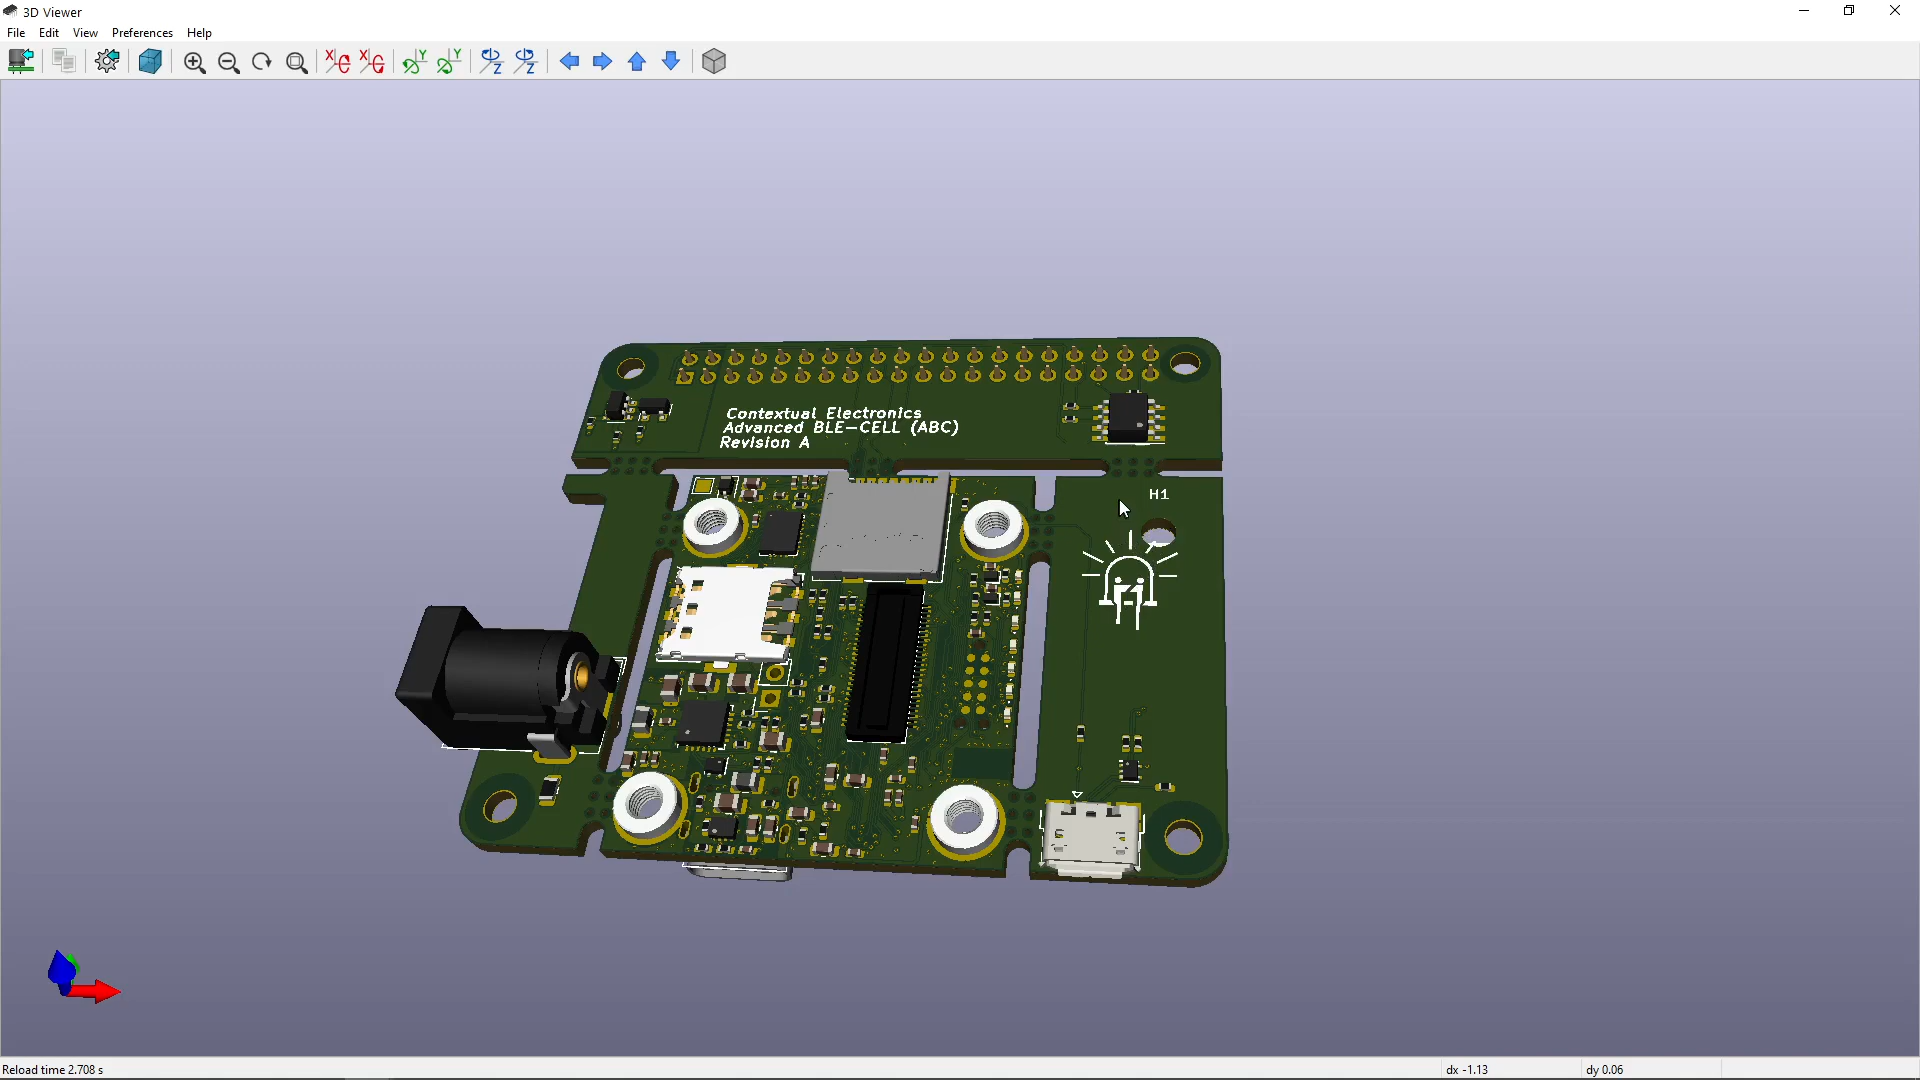 3D Viewer
File Edit View Preferences Help
X X Y Y Z Z
Contextual Electronics
Advanced BLE-CELL (ABC)
Revision A
H1
Reload time 2.708 s dx -1.13 dy 0.06